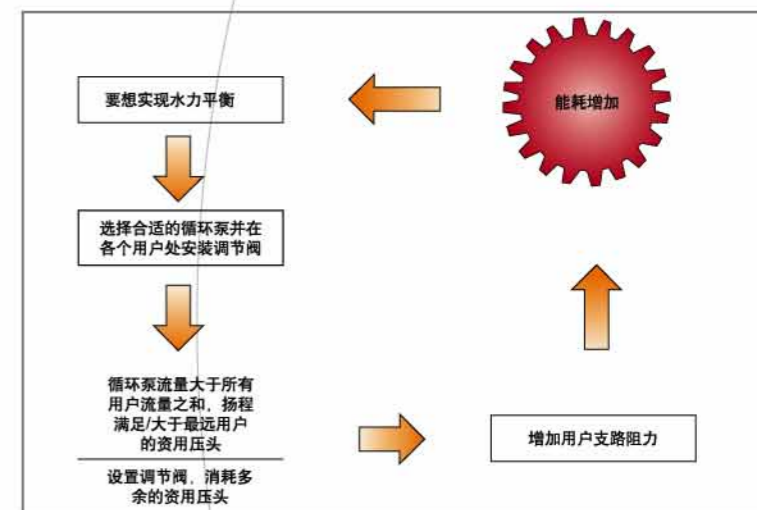 要想实现水力平衡
能耗增加
选择合适的循环泵并在
各个用户处安装调节阀
循环泵流量大于所有
用户流量之和，扬程
满足/大于最远用户
的资用压头
设置调节阀，消耗多
余的资用压头
增加用户支路阻力